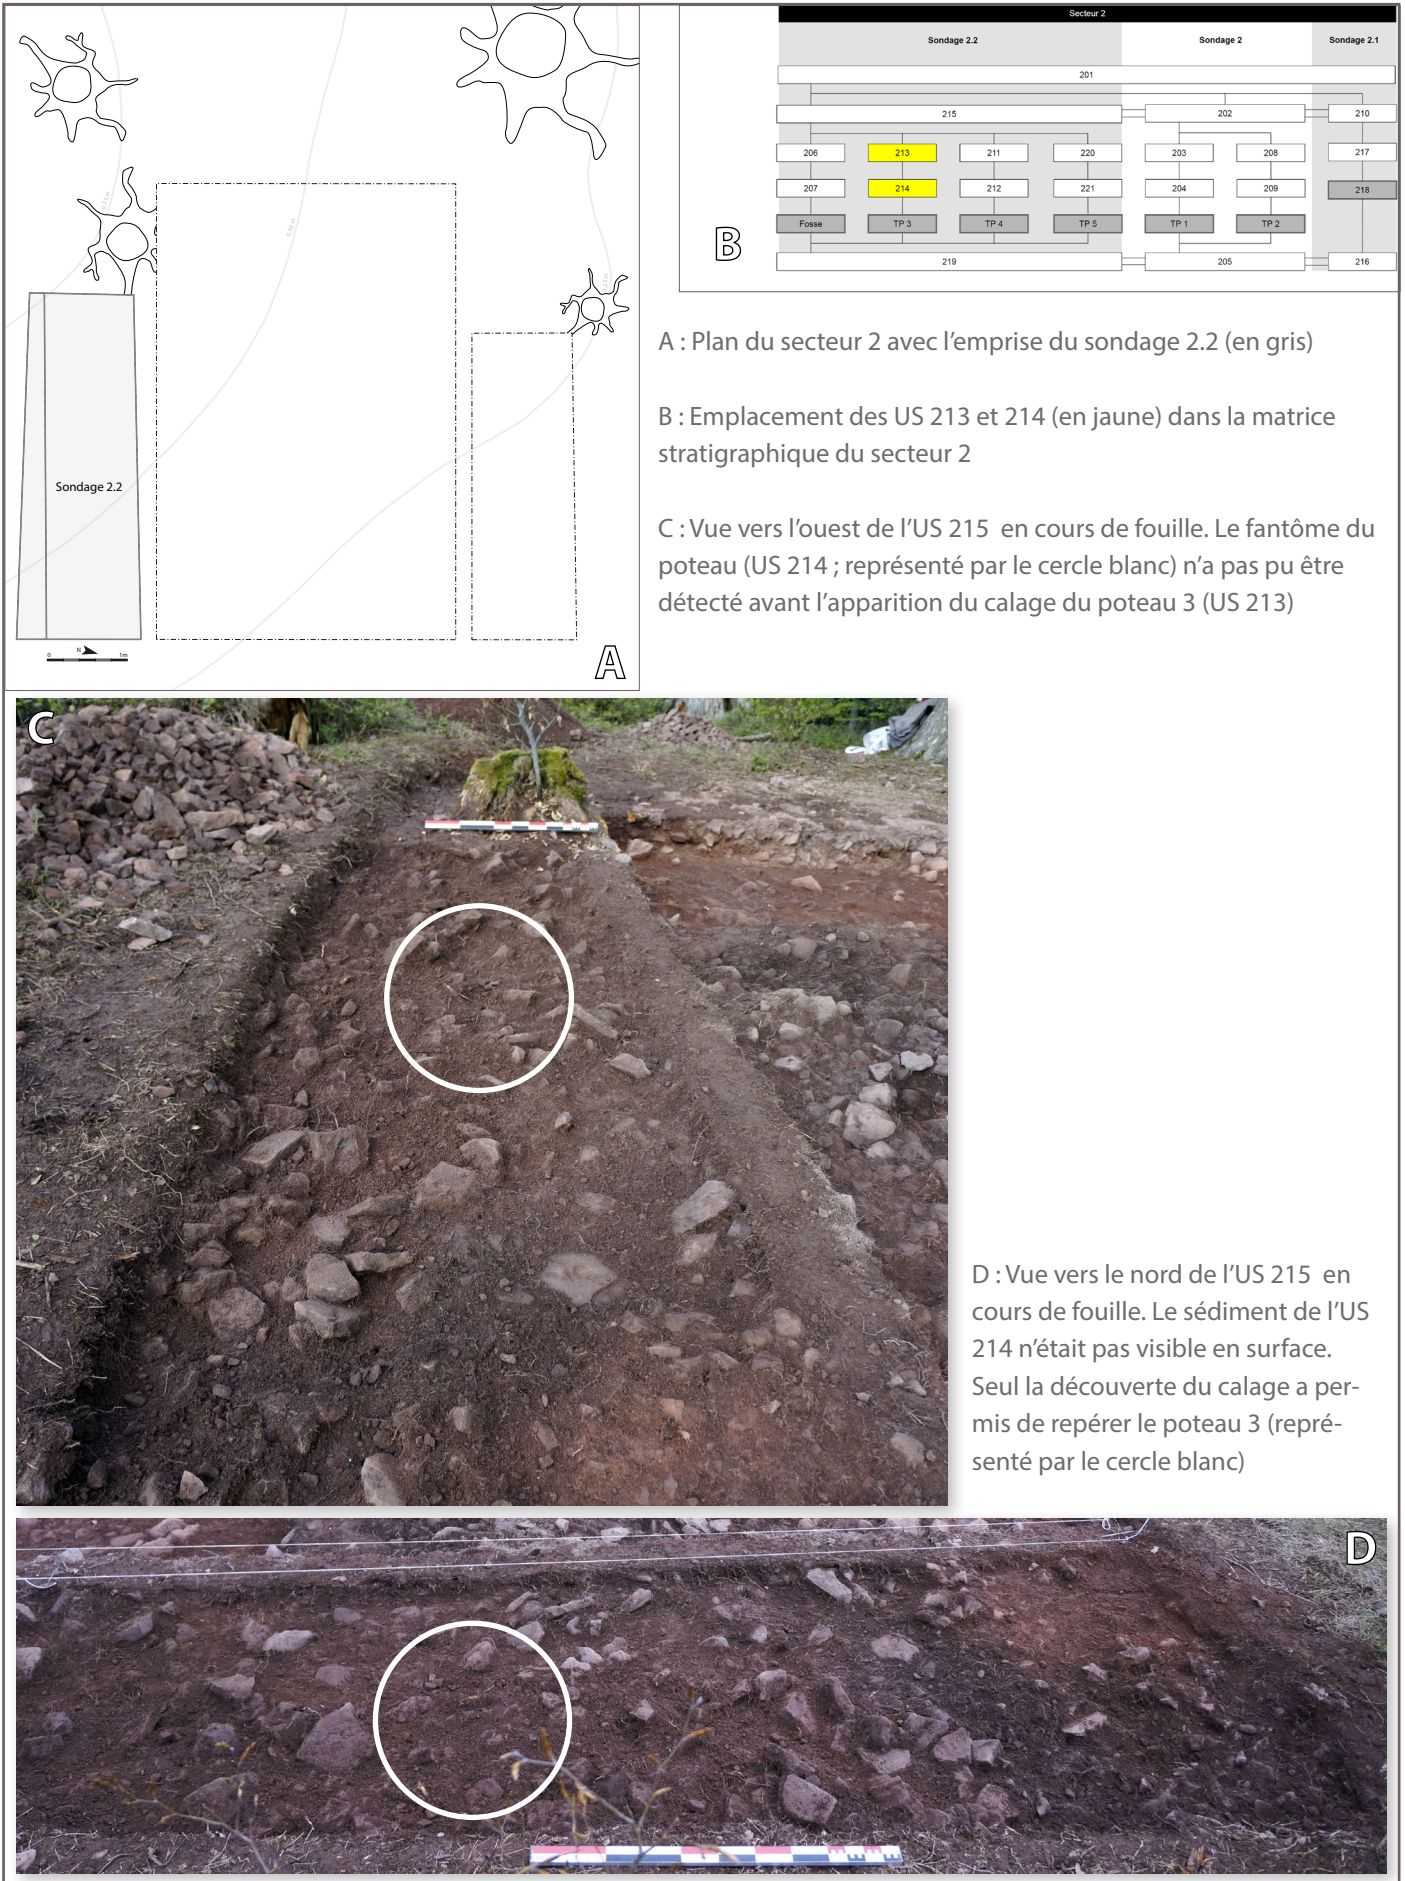 0,75 m
0,50 m
0,25 m
Sondage 2.2
0 N 1m
A
Secteur 2
Sondage 2.2 Sondage 2 Sondage 2.1
201
215 202 210
206 213 211 220 203 208 217
207 214 212 221 204 209 218
Fosse TP 3 TP 4 TP 5 TP 1 TP 2
219 205 216
B
A : Plan du secteur 2 avec l’emprise du sondage 2.2 (en gris)
B : Emplacement des US 213 et 214 (en jaune) dans la matrice
stratigraphique du secteur 2
C : Vue vers l’ouest de l’US 215 en cours de fouille. Le fantôme du
poteau (US 214 ; représenté par le cercle blanc) n’a pas pu être
détecté avant l’apparition du calage du poteau 3 (US 213)
C
D : Vue vers le nord de l’US 215 en
cours de fouille. Le sédiment de l’US
214 n’était pas visible en surface.
Seul la découverte du calage a per-
mis de repérer le poteau 3 (repré-
senté par le cercle blanc)
D